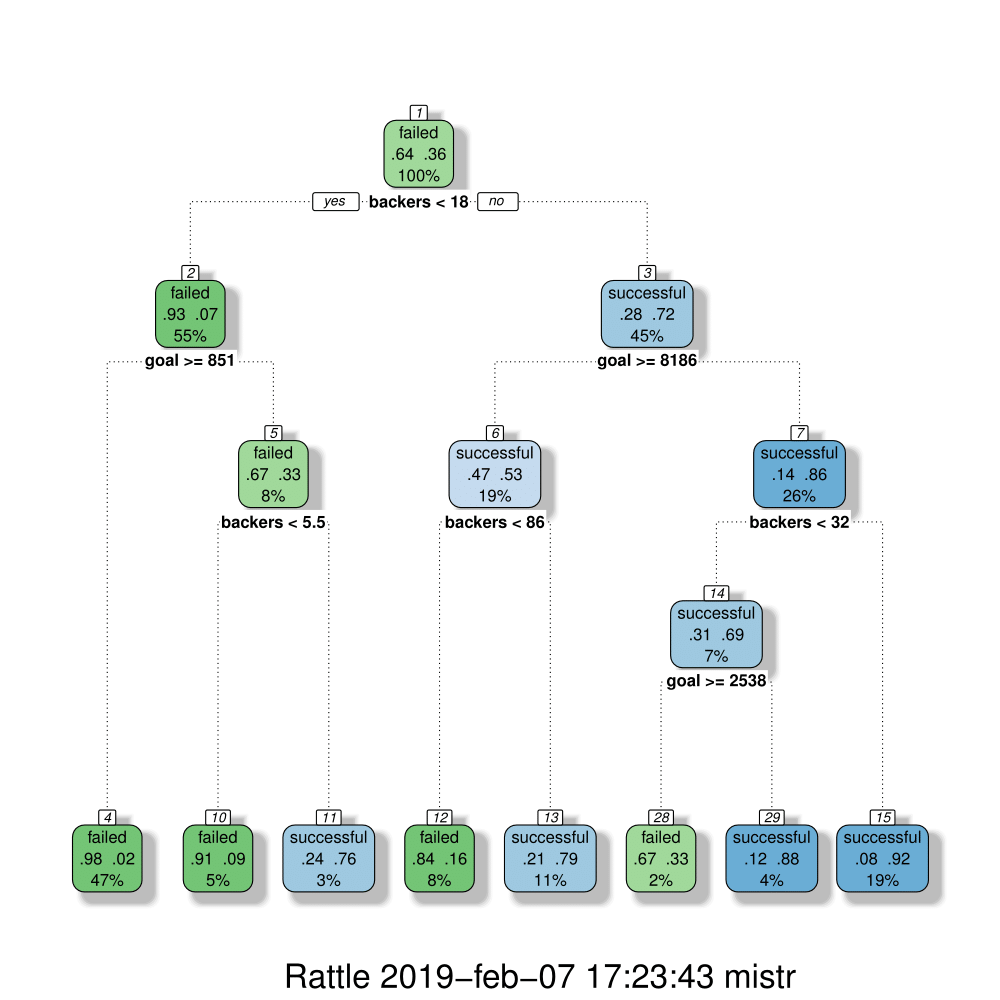 1
failed
.64 .36
100%
yes backers < 18 no
2
failed
.93 .07
55%
goal >= 851
3
successful
.28 .72
45%
goal >= 8186
5
failed
.67 .33
8%
backers < 5.5
6
successful
.47 .53
19%
backers < 86
7
successful
.14 .86
26%
backers < 32
14
successful
.31 .69
7%
goal >= 2538
4
failed
.98 .02
47%
10
failed
.91 .09
5%
11
successful
.24 .76
3%
12
failed
.84 .16
8%
13
successful
.21 .79
11%
28
failed
.67 .33
2%
29
successful
.12 .88
4%
15
successful
.08 .92
19%
Rattle 2019−feb−07 17:23:43 mistr